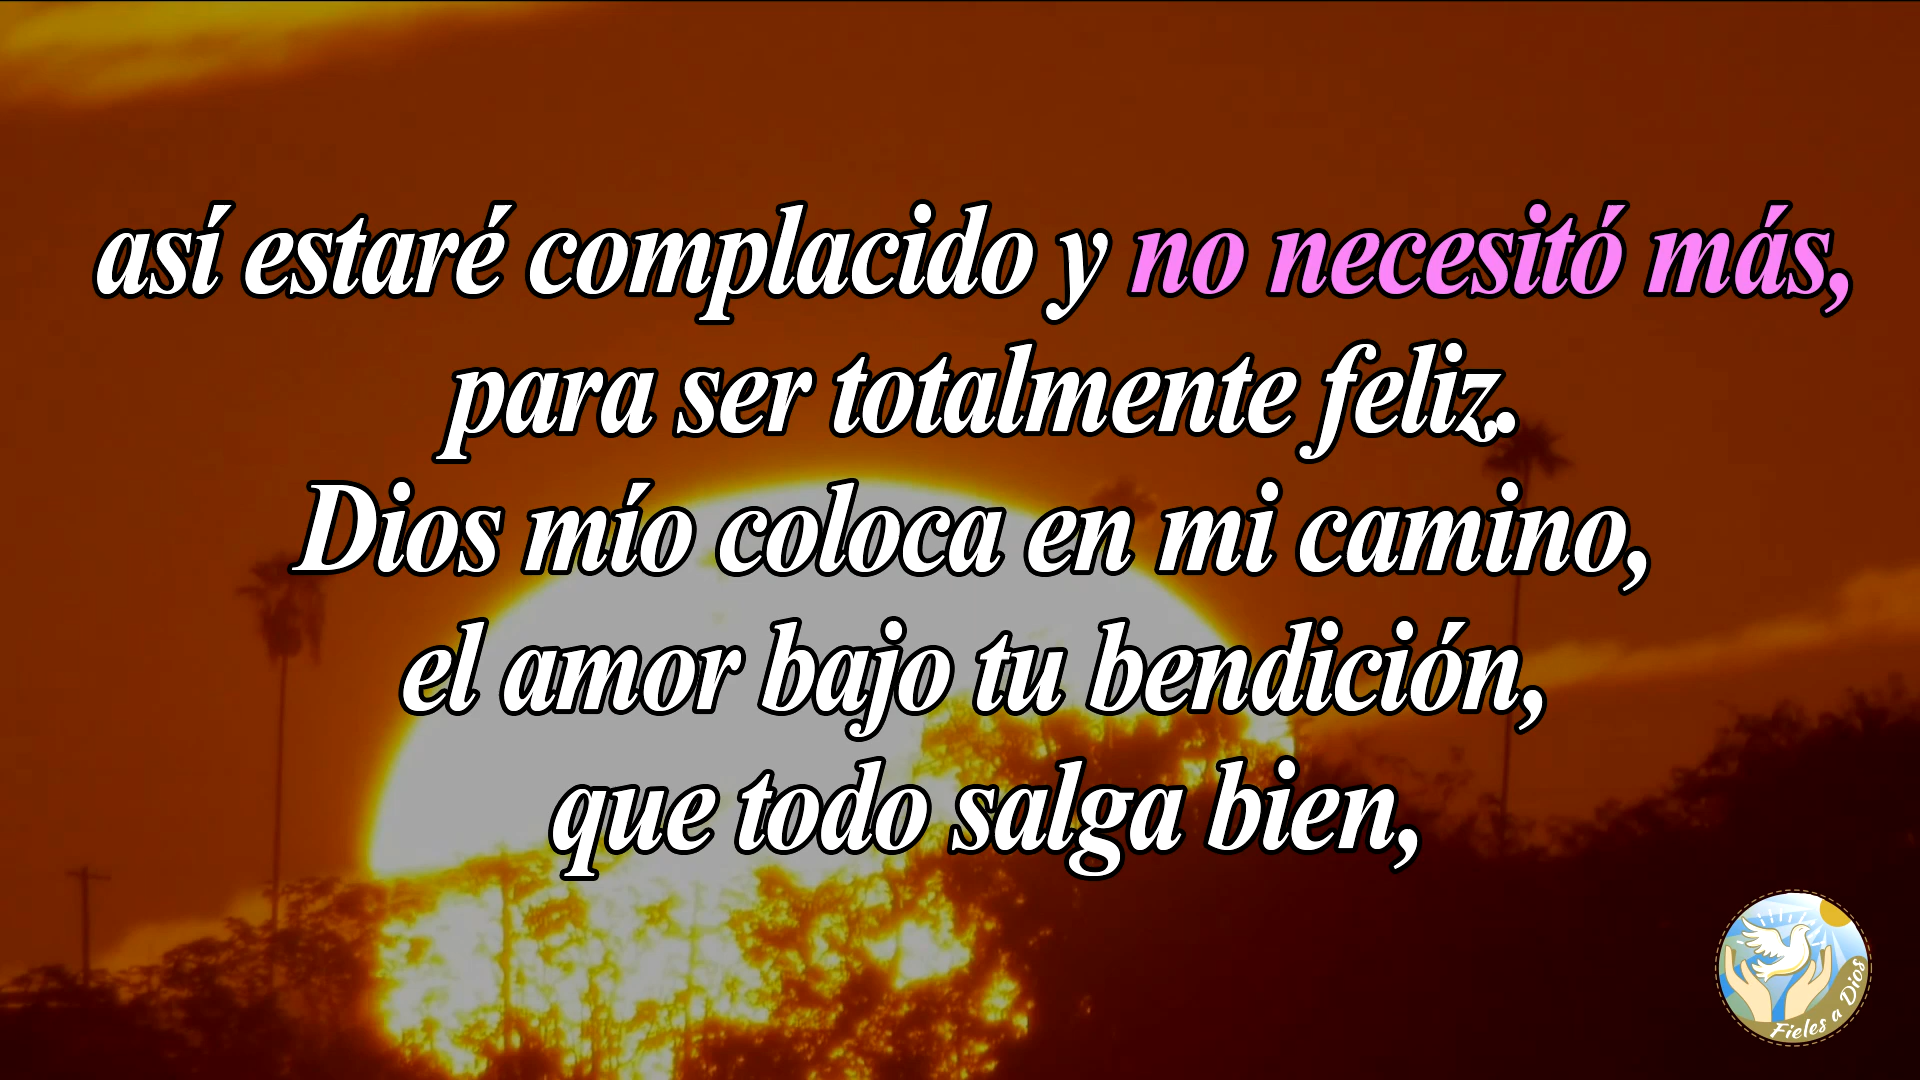 así estaré complacido y no necesitó más,
para ser totalmente feliz.
Dios mío coloca en mi camino,
el amor bajo tu bendición,
que todo salga bien,
Fieles a Dios